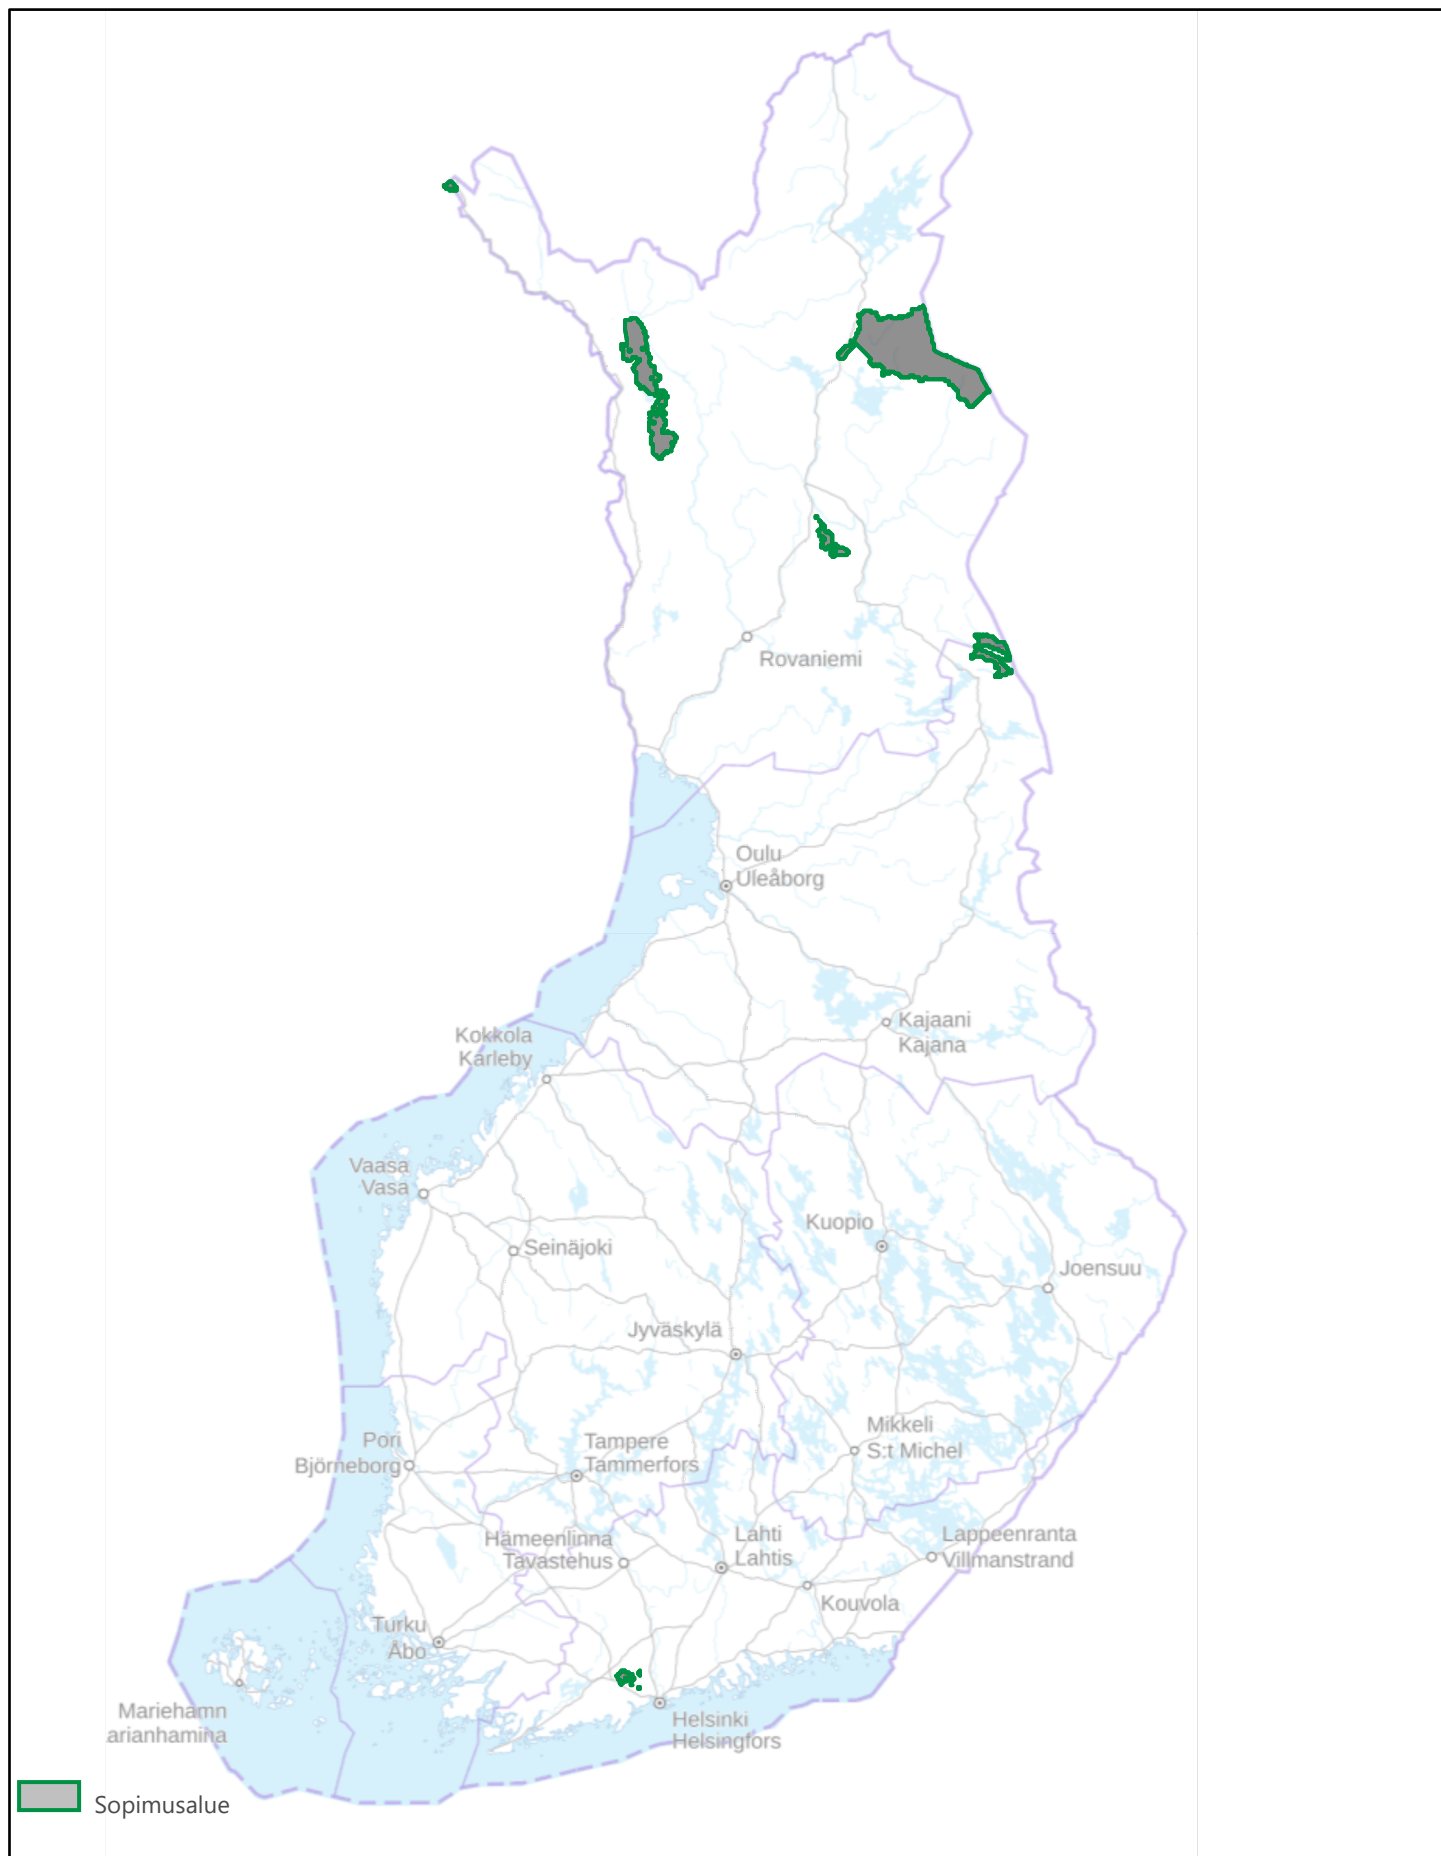 Rovaniemi
Oulu
Uleåborg
Kajaani
Kajana
Kokkola
Karleby
Vaasa
Vasa
Kuopio
Seinäjoki
Joensuu
Jyväskylä
Mikkeli
S:t Michel
Pori
Björneborg
Tampere
Tammerfors
Hämeenlinna
Tavastehus
Lahti
Lahtis
Lappeenranta
Villmanstrand
Kouvola
Turku
Åbo
Mariehamn
arianhamina
Helsinki
Helsingfors
Sopimusalue